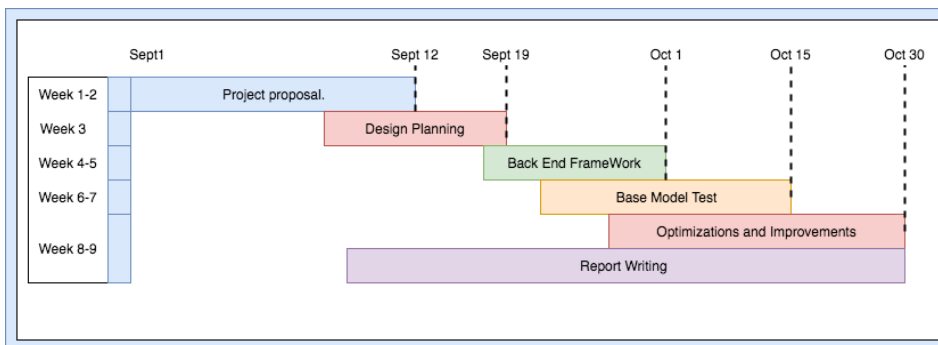 Sept1
Sept 12
Sept 19
Oct 1
Oct 15
Oct 30
Week 1-2
Project proposal.
Week 3
Design Planning
Week 4-5
Back End FrameWork
Week 6-7
Base Model Test
Week 8-9
Optimizations and Improvements
Report Writing